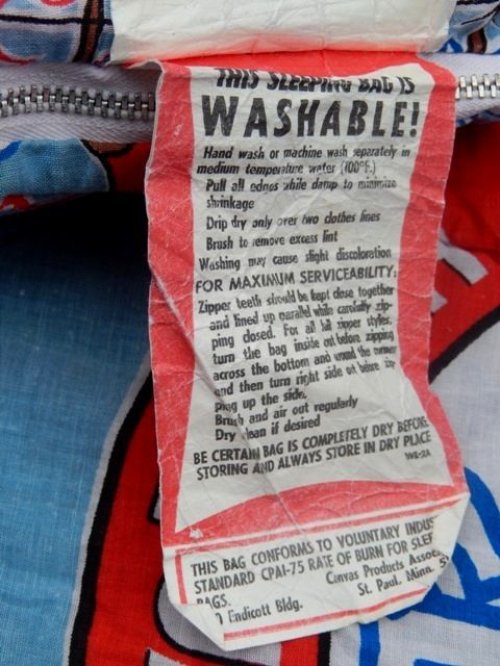 THIS SLEEPING BAG IS
WASHABLE!
Hand wash or machine wash separately in
medium temperature water (100°F.)
Pull all edges while damp to minimize
shrinkage
Drip dry only over two clothes lines
Brush to remove excess lint
Washing may cause slight discoloration
FOR MAXIMUM SERVICEABILITY:
Zipper teeth should be kept close together
and lined up parallel while carefully zip-
ping closed. For all full zipper styles,
turn the bag inside out before zipping
across the bottom and around the corner
and then turn right side out before zip
ping up the side.
Brush and air out regularly
Dry clean if desired
BE CERTAIN BAG IS COMPLETELY DRY BEFORE
STORING AND ALWAYS STORE IN DRY PLACE
THIS BAG CONFORMS TO VOLUNTARY INDUS
STANDARD CPAI-75 RATE OF BURN FOR SLEE
BAGS.
Canvas Products Assoc
Endicott Bldg.
St. Paul, Minn. 5